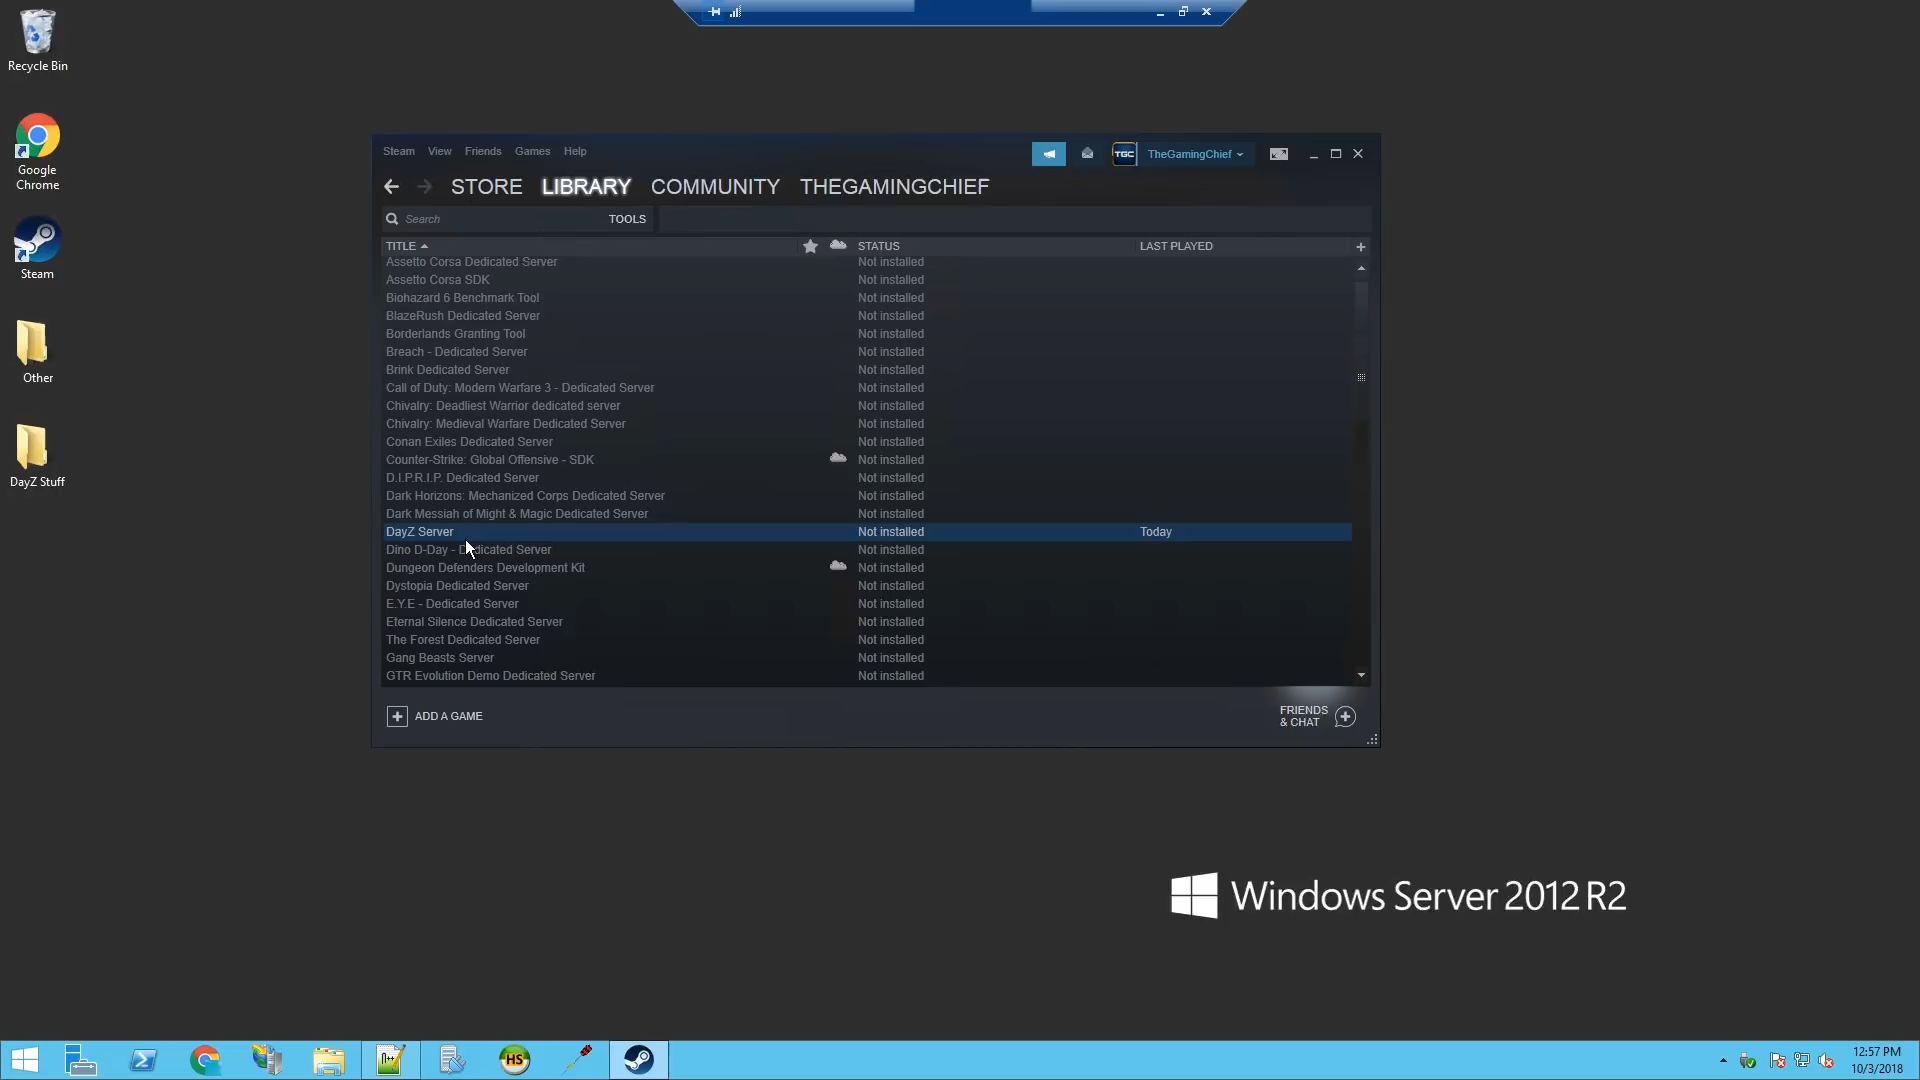 Recycle Bin
Google
Chrome
Steam
Other
DayZ Stuff
Steam View Friends Games Help
TGC TheGamingChief
STORE LIBRARY COMMUNITY THEGAMINGCHIEF
Search TOOLS
TITLE STATUS LAST PLAYED
Assetto Corsa Dedicated Server Not installed
Assetto Corsa SDK Not installed
Biohazard 6 Benchmark Tool Not installed
BlazeRush Dedicated Server Not installed
Borderlands Granting Tool Not installed
Breach - Dedicated Server Not installed
Brink Dedicated Server Not installed
Call of Duty: Modern Warfare 3 - Dedicated Server Not installed
Chivalry: Deadliest Warrior dedicated server Not installed
Chivalry: Medieval Warfare Dedicated Server Not installed
Conan Exiles Dedicated Server Not installed
Counter-Strike: Global Offensive - SDK Not installed
D.I.P.R.I.P. Dedicated Server Not installed
Dark Horizons: Mechanized Corps Dedicated Server Not installed
Dark Messiah of Might & Magic Dedicated Server Not installed
DayZ Server Not installed Today
Dino D-Day - Dedicated Server Not installed
Dungeon Defenders Development Kit Not installed
Dystopia Dedicated Server Not installed
E.Y.E - Dedicated Server Not installed
Eternal Silence Dedicated Server Not installed
The Forest Dedicated Server Not installed
Gang Beasts Server Not installed
GTR Evolution Demo Dedicated Server Not installed
ADD A GAME
FRIENDS
& CHAT
Windows Server 2012 R2
HS
12:57 PM
10/3/2018